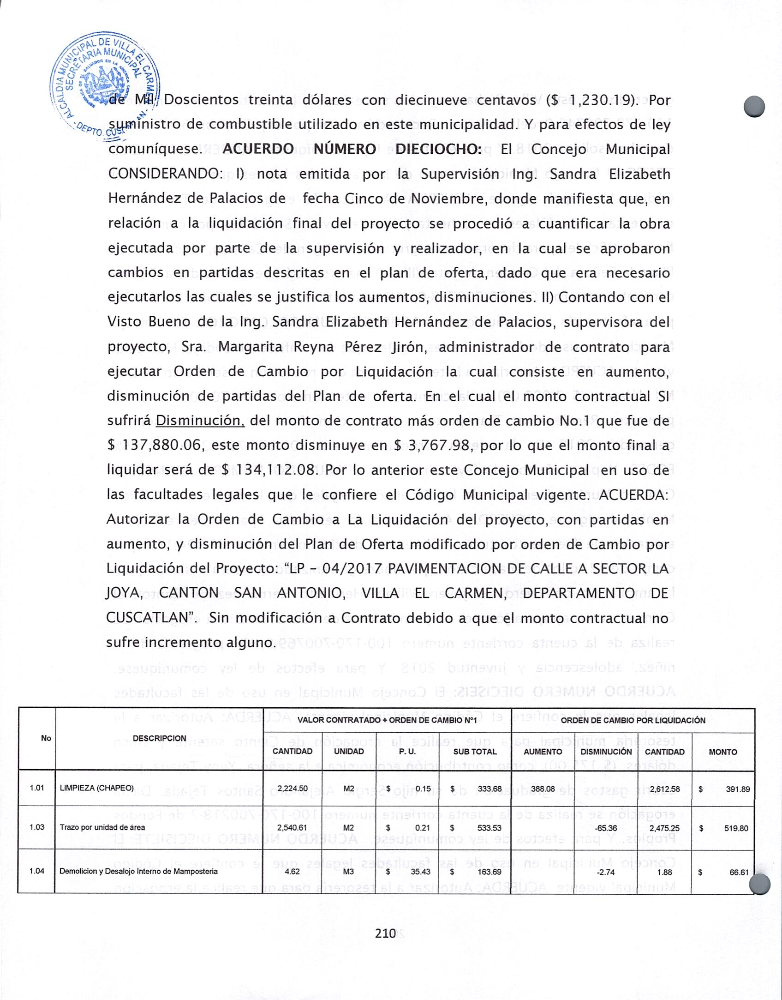 ALCALDIA MUNICIPAL DE VILLA EL CARMEN
SECRETARIA MUNICIPAL
DEPTO. CUSCATLAN
de Mil Doscientos treinta dólares con diecinueve centavos ($ 1,230.19). Por
suministro de combustible utilizado en este municipalidad. Y para efectos de ley
comuníquese. ACUERDO NÚMERO DIECIOCHO: El Concejo Municipal
CONSIDERANDO: I) nota emitida por la Supervisión Ing. Sandra Elizabeth
Hernández de Palacios de fecha Cinco de Noviembre, donde manifiesta que, en
relación a la liquidación final del proyecto se procedió a cuantificar la obra
ejecutada por parte de la supervisión y realizador, en la cual se aprobaron
cambios en partidas descritas en el plan de oferta, dado que era necesario
ejecutarlos las cuales se justifica los aumentos, disminuciones. II) Contando con el
Visto Bueno de la Ing. Sandra Elizabeth Hernández de Palacios, supervisora del
proyecto, Sra. Margarita Reyna Pérez Jirón, administrador de contrato para
ejecutar Orden de Cambio por Liquidación la cual consiste en aumento,
disminución de partidas del Plan de oferta. En el cual el monto contractual SI
sufrirá Disminución, del monto de contrato más orden de cambio No.1 que fue de
$ 137,880.06, este monto disminuye en $ 3,767.98, por lo que el monto final a
liquidar será de $ 134,112.08. Por lo anterior este Concejo Municipal en uso de
las facultades legales que le confiere el Código Municipal vigente. ACUERDA:
Autorizar la Orden de Cambio a La Liquidación del proyecto, con partidas en
aumento, y disminución del Plan de Oferta modificado por orden de Cambio por
Liquidación del Proyecto: “LP – 04/2017 PAVIMENTACION DE CALLE A SECTOR LA
JOYA, CANTON SAN ANTONIO, VILLA EL CARMEN, DEPARTAMENTO DE
CUSCATLAN”. Sin modificación a Contrato debido a que el monto contractual no
sufre incremento alguno.
No DESCRIPCION VALOR CONTRATADO + ORDEN DE CAMBIO N°1 ORDEN DE CAMBIO POR LIQUIDACIÓN
CANTIDAD UNIDAD P. U. SUB TOTAL AUMENTO DISMINUCIÓN CANTIDAD MONTO
1.01 LIMPIEZA (CHAPEO) 2,224.50 M2 $ 0.15 $ 333.68 388.08 2,612.58 $ 391.89
1.03 Trazo por unidad de área 2,540.61 M2 $ 0.21 $ 533.53 -65.36 2,475.25 $ 519.80
1.04 Demolicion y Desalojo Interno de Mamposteria 4.62 M3 $ 35.43 $ 163.69 -2.74 1.88 $ 66.61
210